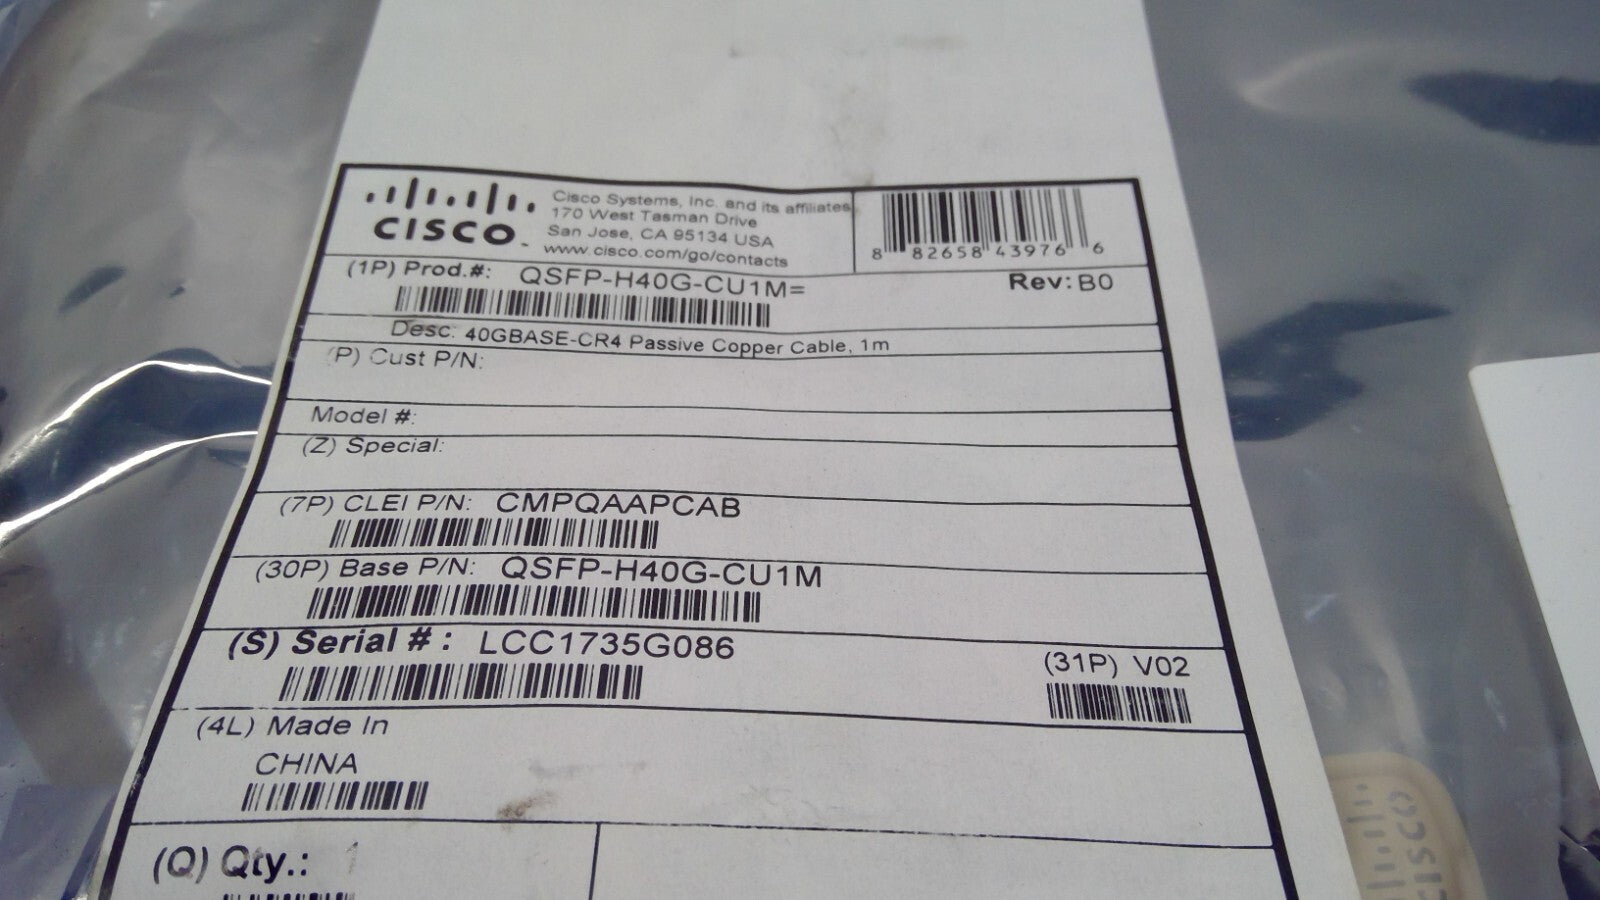 CISCO
Cisco Systems, Inc. and its affiliates
170 West Tasman Drive
San Jose, CA 95134 USA
www.cisco.com/go/contacts
8 82658 43976 6
(1P) Prod.#: QSFP-H40G-CU1M=
Rev: B0
Desc. 40GBASE-CR4 Passive Copper Cable, 1m
(P) Cust P/N:
Model #:
(Z) Special:
(7P) CLEI P/N: CMPQAAPCAB
(30P) Base P/N: QSFP-H40G-CU1M
(S) Serial #: LCC1735G086
(31P) V02
(4L) Made In
CHINA
(Q) Qty.: 1
CISCO